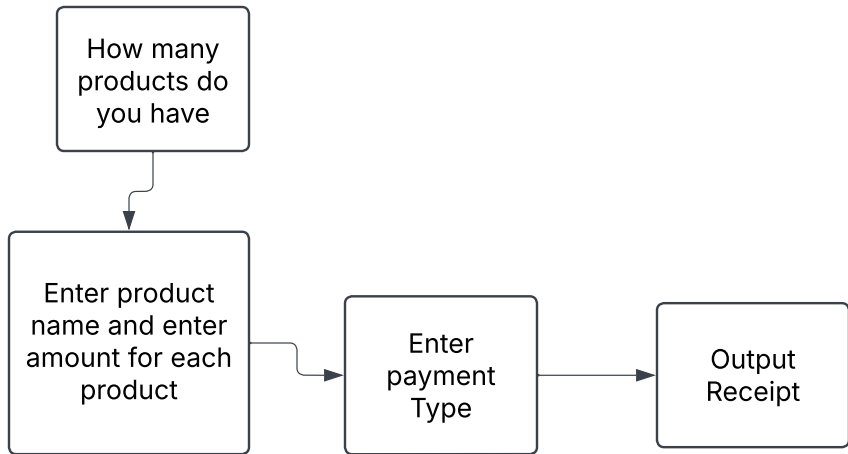 How many
products do
you have
Enter product
name and enter
amount for each
product
Enter
payment
Type
Output
Receipt